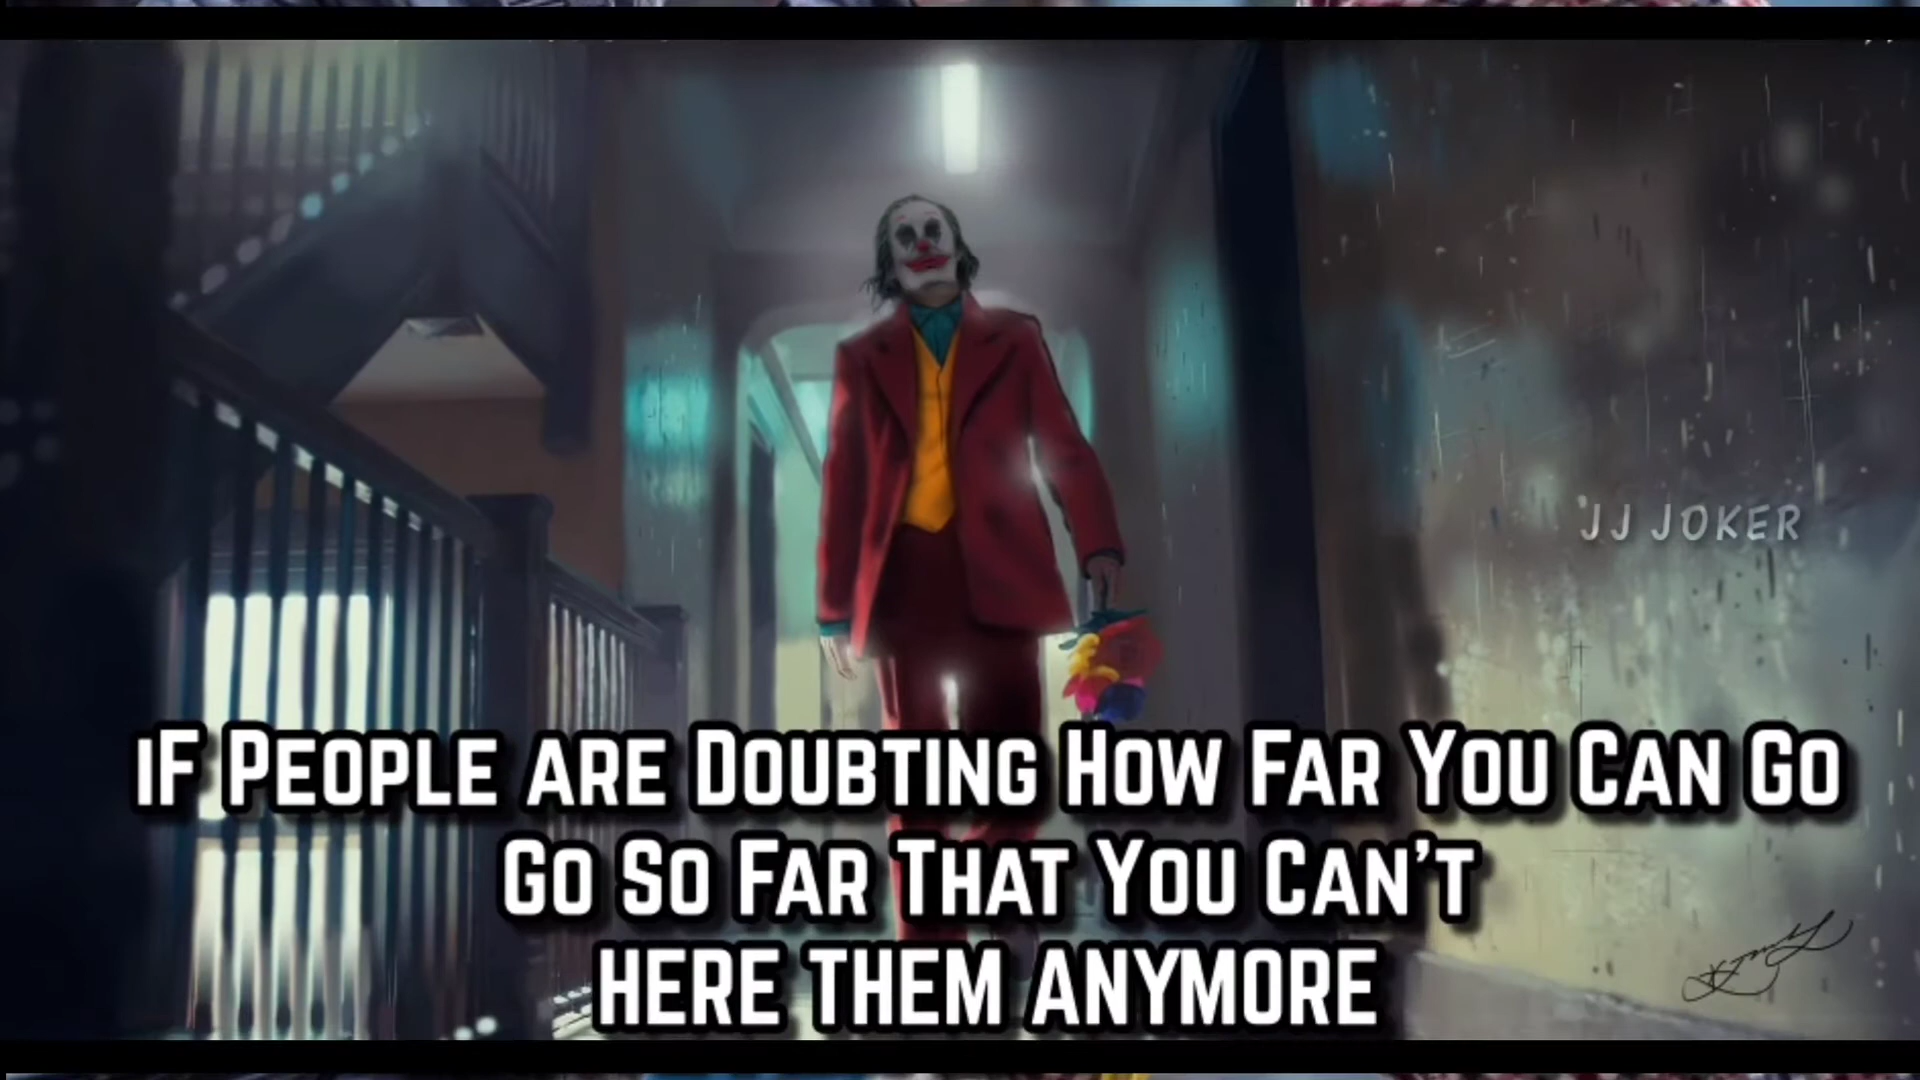 JJ JOKER
iF PEOPLE ARE DOUBTING HOW FAR YOU CAN GO
GO SO FAR THAT YOU CAN'T
HERE THEM ANYMORE